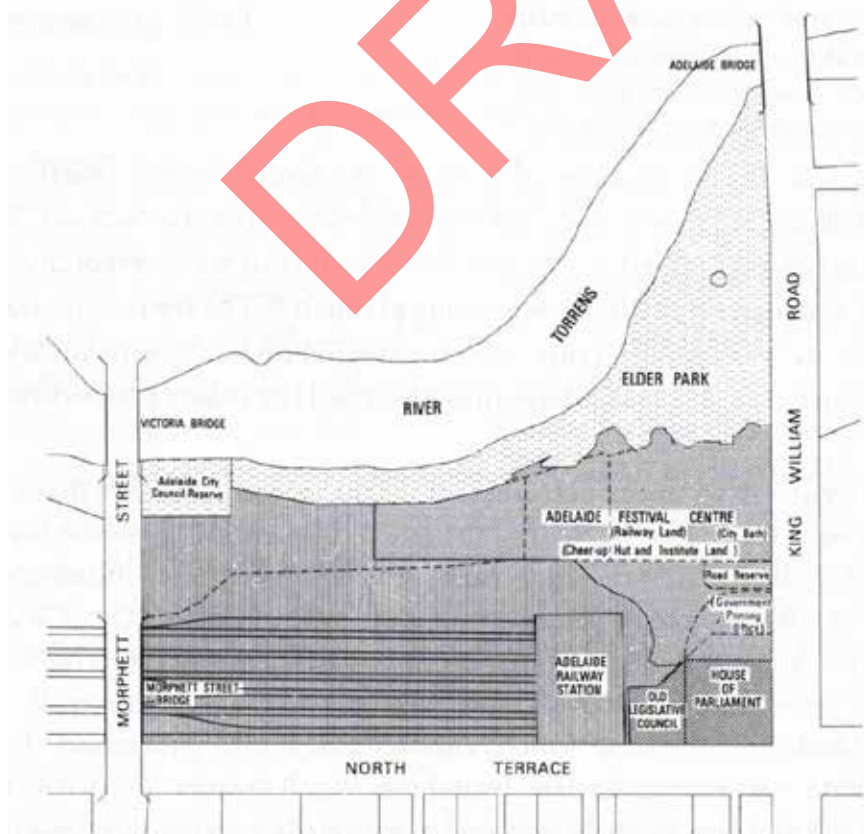 DRA
ADELAIDE BRIDGE
TORRENS
ROAD
ELDER PARK
RIVER
VICTORIA BRIDGE
WILLIAM
Adelaide City
Council Reserve
STREET
ADELAIDE FESTIVAL CENTRE
(Railway Land)
(City Bath)
KING
(Cheer-up Hut and Institute Land)
Road Reserve
(Government
Printing
Office)
ADELAIDE
RAILWAY
STATION
HOUSE
OF
PARLIAMENT
MORPHETT STREET
BRIDGE
OLD
LEGISLATIVE
COUNCIL
MORPHETT
NORTH TERRACE